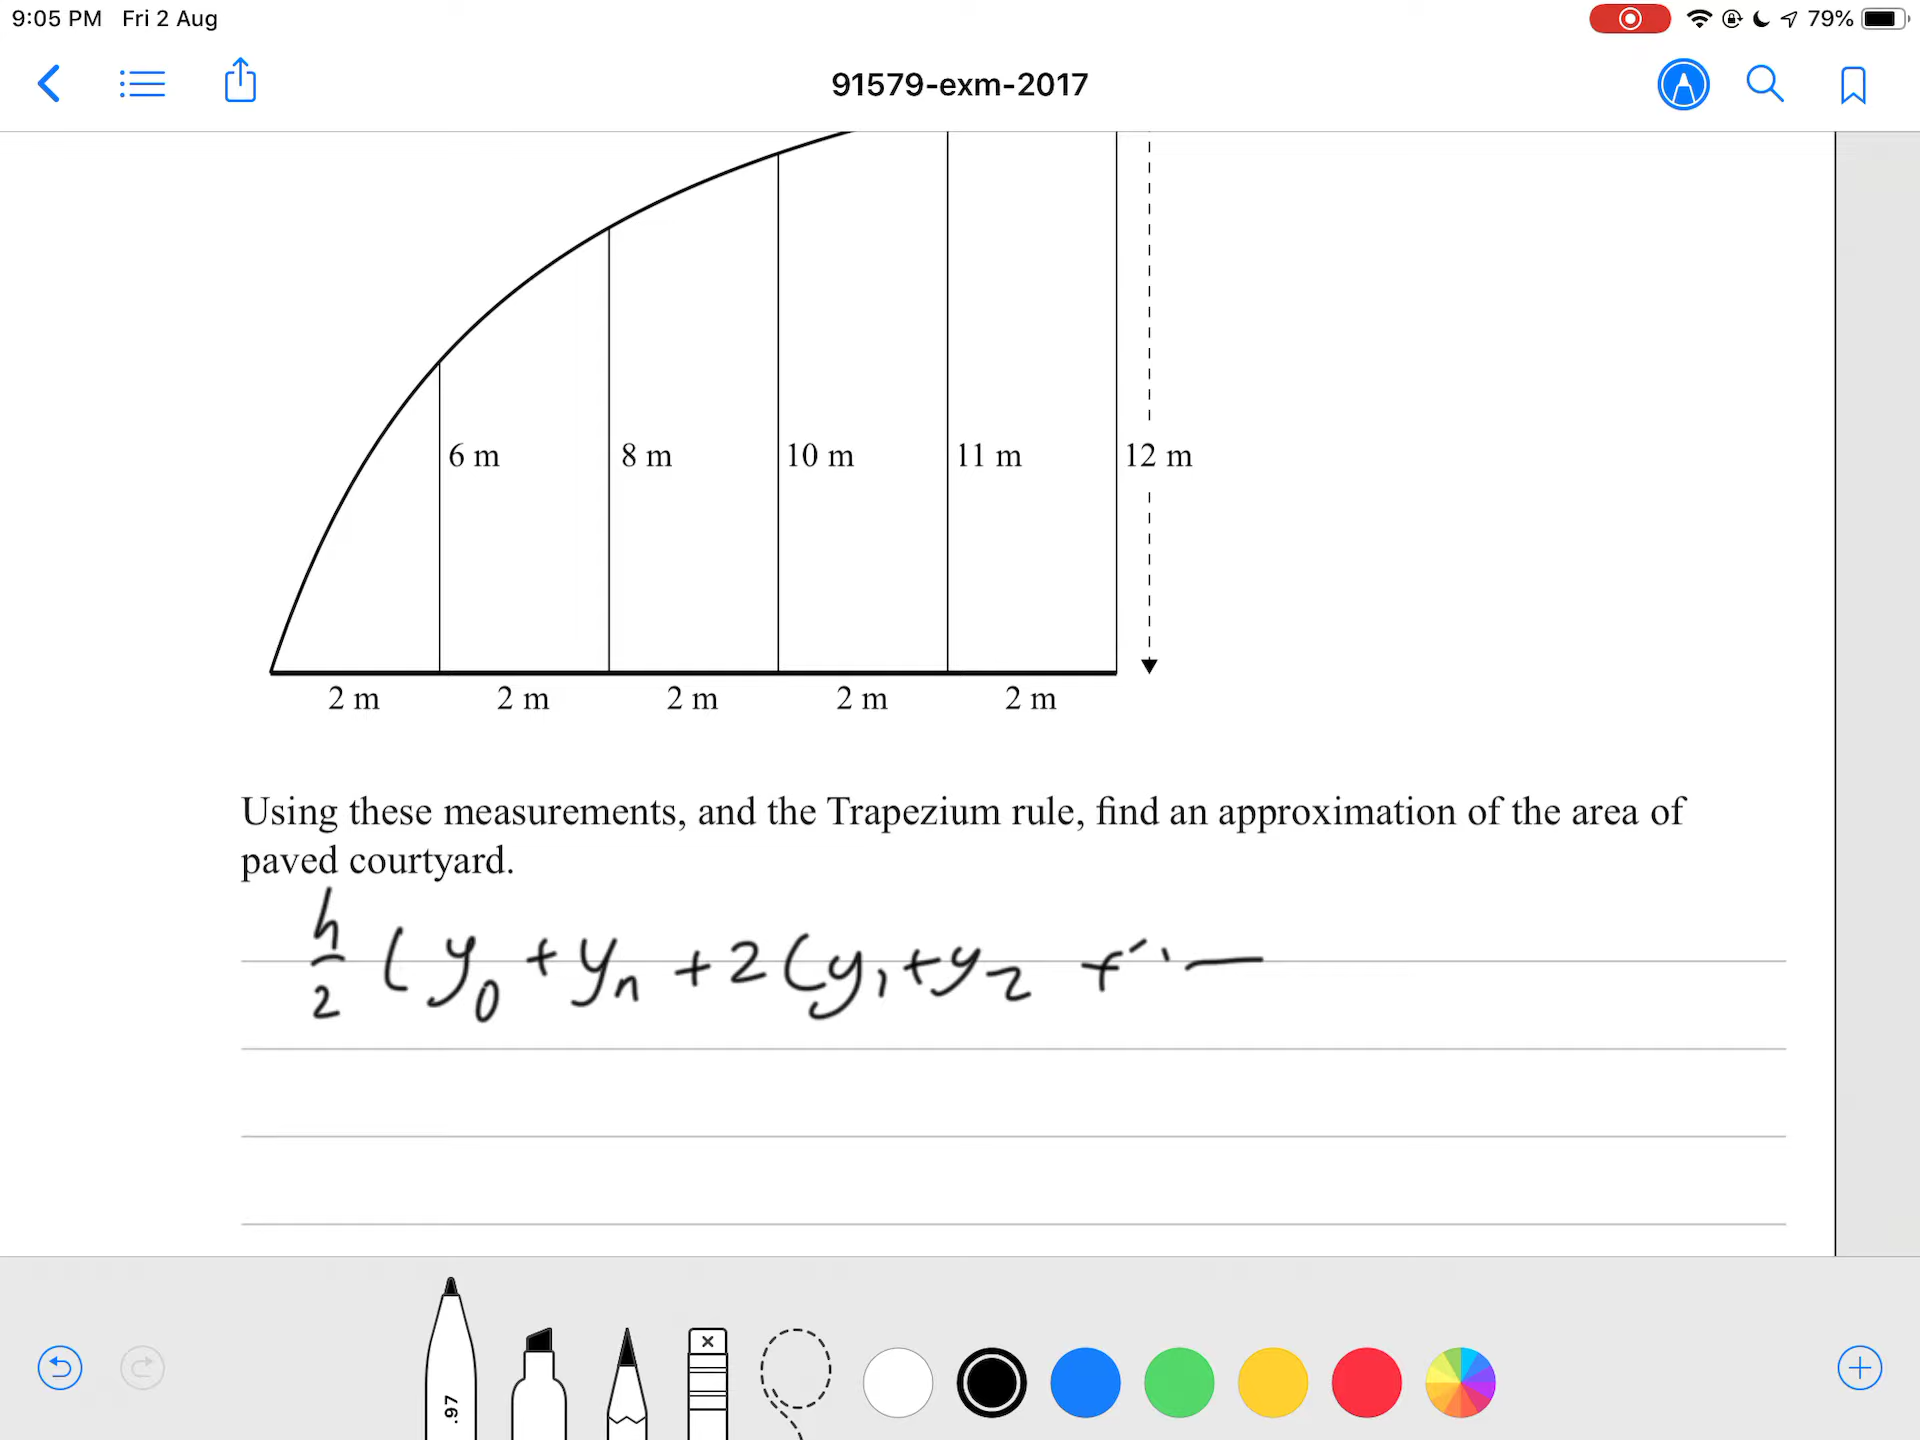 9:05 PM Fri 2 Aug 79%
91579-exm-2017
6 m 8 m 10 m 11 m 12 m
2 m 2 m 2 m 2 m 2 m
Using these measurements, and the Trapezium rule, find an approximation of the area of
paved courtyard.
h/2 (y₀ + yₙ + 2(y₁ + y₂ +
.97